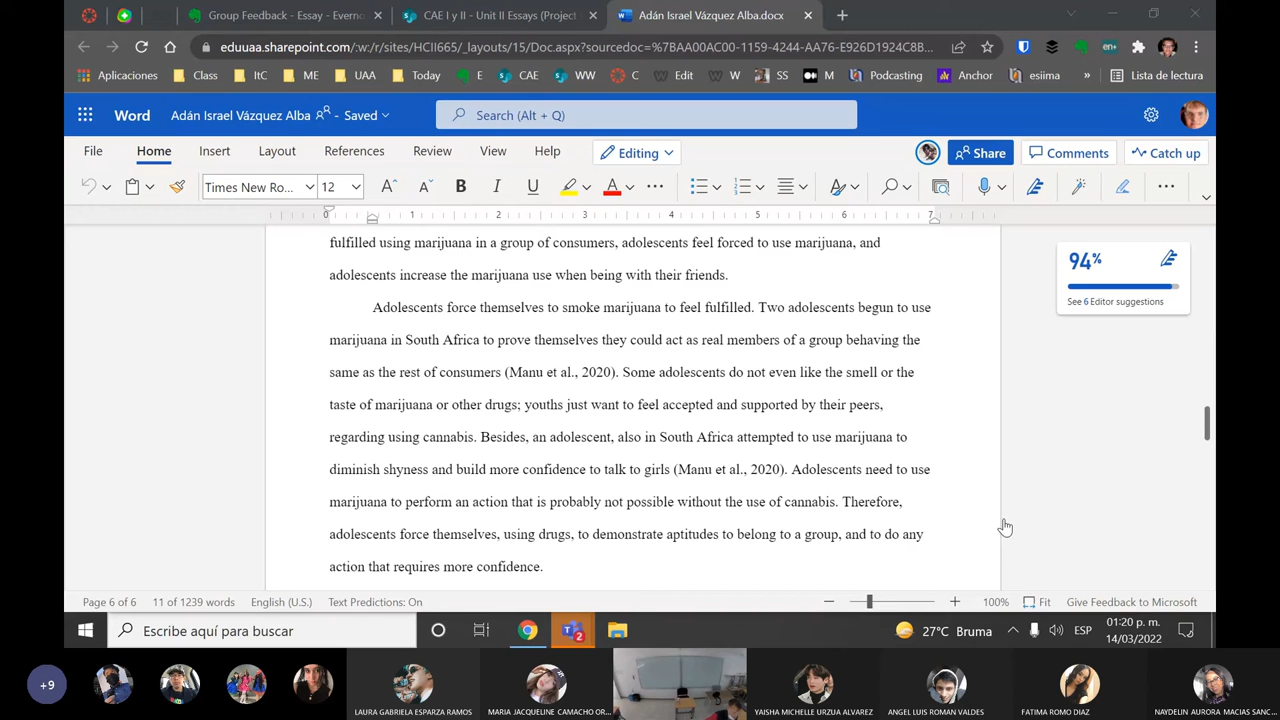 Group Feedback - Essay - Everno
CAE I y II - Unit II Essays (Project
Adán Israel Vázquez Alba.docx
eduuaa.sharepoint.com/:w:/r/sites/HCII665/_layouts/15/Doc.aspx?sourcedoc=%7BAA00AC00-1159-4244-AA76-E926D1924C8B...
Aplicaciones Class ItC ME UAA Today E CAE WW C Edit W SS M Podcasting Anchor esiima » Lista de lectura
Word Adán Israel Vázquez Alba - Saved Search (Alt + Q)
File Home Insert Layout References Review View Help Editing Share Comments Catch up
Times New Ro... 12 A A B I U A
0 1 2 3 4 5 6 7
fulfilled using marijuana in a group of consumers, adolescents feel forced to use marijuana, and
adolescents increase the marijuana use when being with their friends.
Adolescents force themselves to smoke marijuana to feel fulfilled. Two adolescents begun to use
marijuana in South Africa to prove themselves they could act as real members of a group behaving the
same as the rest of consumers (Manu et al., 2020). Some adolescents do not even like the smell or the
taste of marijuana or other drugs; youths just want to feel accepted and supported by their peers,
regarding using cannabis. Besides, an adolescent, also in South Africa attempted to use marijuana to
diminish shyness and build more confidence to talk to girls (Manu et al., 2020). Adolescents need to use
marijuana to perform an action that is probably not possible without the use of cannabis. Therefore,
adolescents force themselves, using drugs, to demonstrate aptitudes to belong to a group, and to do any
action that requires more confidence.
94%
See 6 Editor suggestions
Page 6 of 6 11 of 1239 words English (U.S.) Text Predictions: On 100% Fit Give Feedback to Microsoft
Escribe aquí para buscar 2 27°C Bruma ESP 01:20 p. m.
14/03/2022
+9
LAURA GABRIELA ESPARZA RAMOS
MARIA JACQUELINE CAMACHO OR...
YAISHA MICHELLE URZUA ALVAREZ
ANGEL LUIS ROMAN VALDES
FATIMA ROMO DIAZ
NAYDELIN AURORA MACIAS SAN...